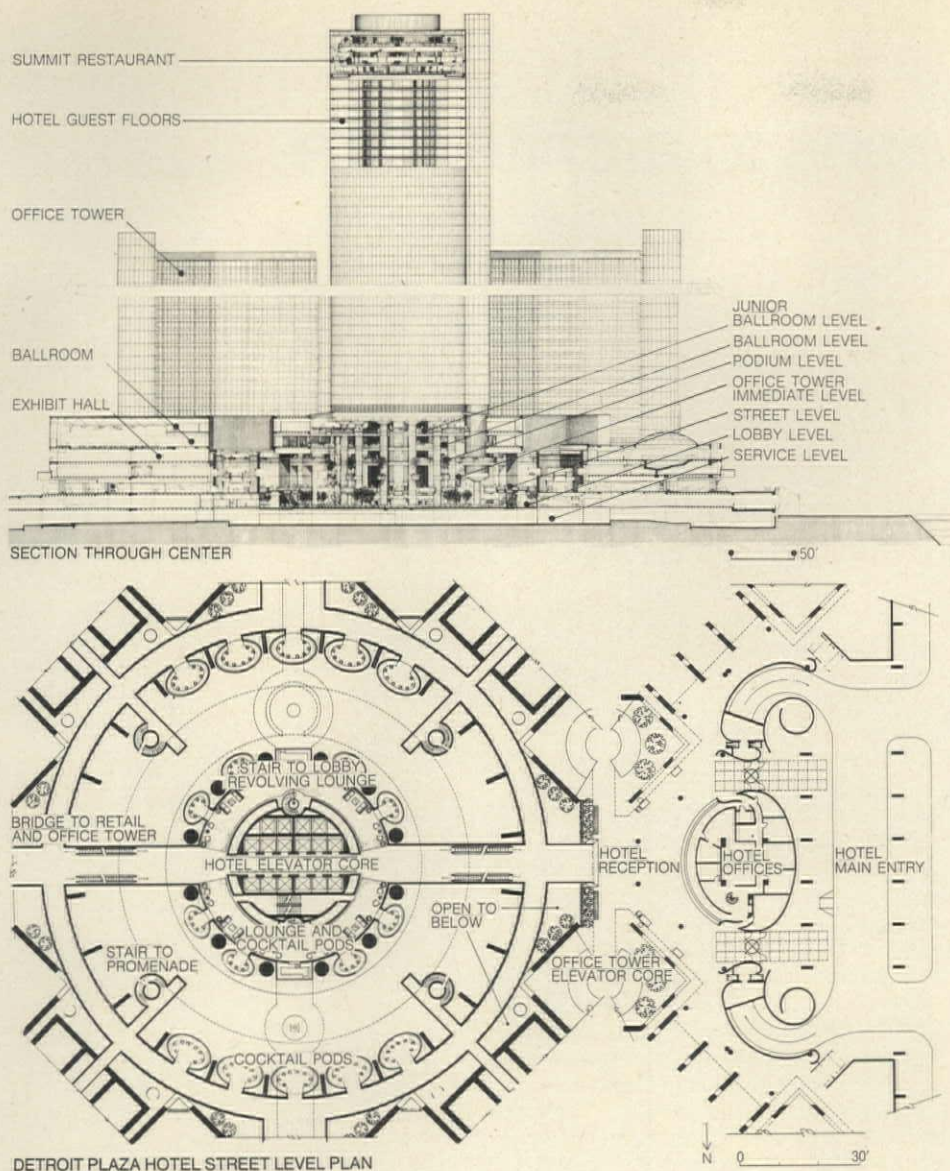 SUMMIT RESTAURANT
HOTEL GUEST FLOORS
OFFICE TOWER
BALLROOM
EXHIBIT HALL
JUNIOR
BALLROOM LEVEL
BALLROOM LEVEL
PODIUM LEVEL
OFFICE TOWER
IMMEDIATE LEVEL
STREET LEVEL
LOBBY LEVEL
SERVICE LEVEL
SECTION THROUGH CENTER
50'
STAIR TO LOBBY
REVOLVING LOUNGE
BRIDGE TO RETAIL
AND OFFICE TOWER
HOTEL ELEVATOR CORE
HOTEL
RECEPTION
HOTEL
OFFICES
HOTEL
MAIN ENTRY
OPEN TO
BELOW
LOUNGE AND
COCKTAIL PODS
STAIR TO
PROMENADE
OFFICE TOWER
ELEVATOR CORE
COCKTAIL PODS
DETROIT PLAZA HOTEL STREET LEVEL PLAN
N
0 30'